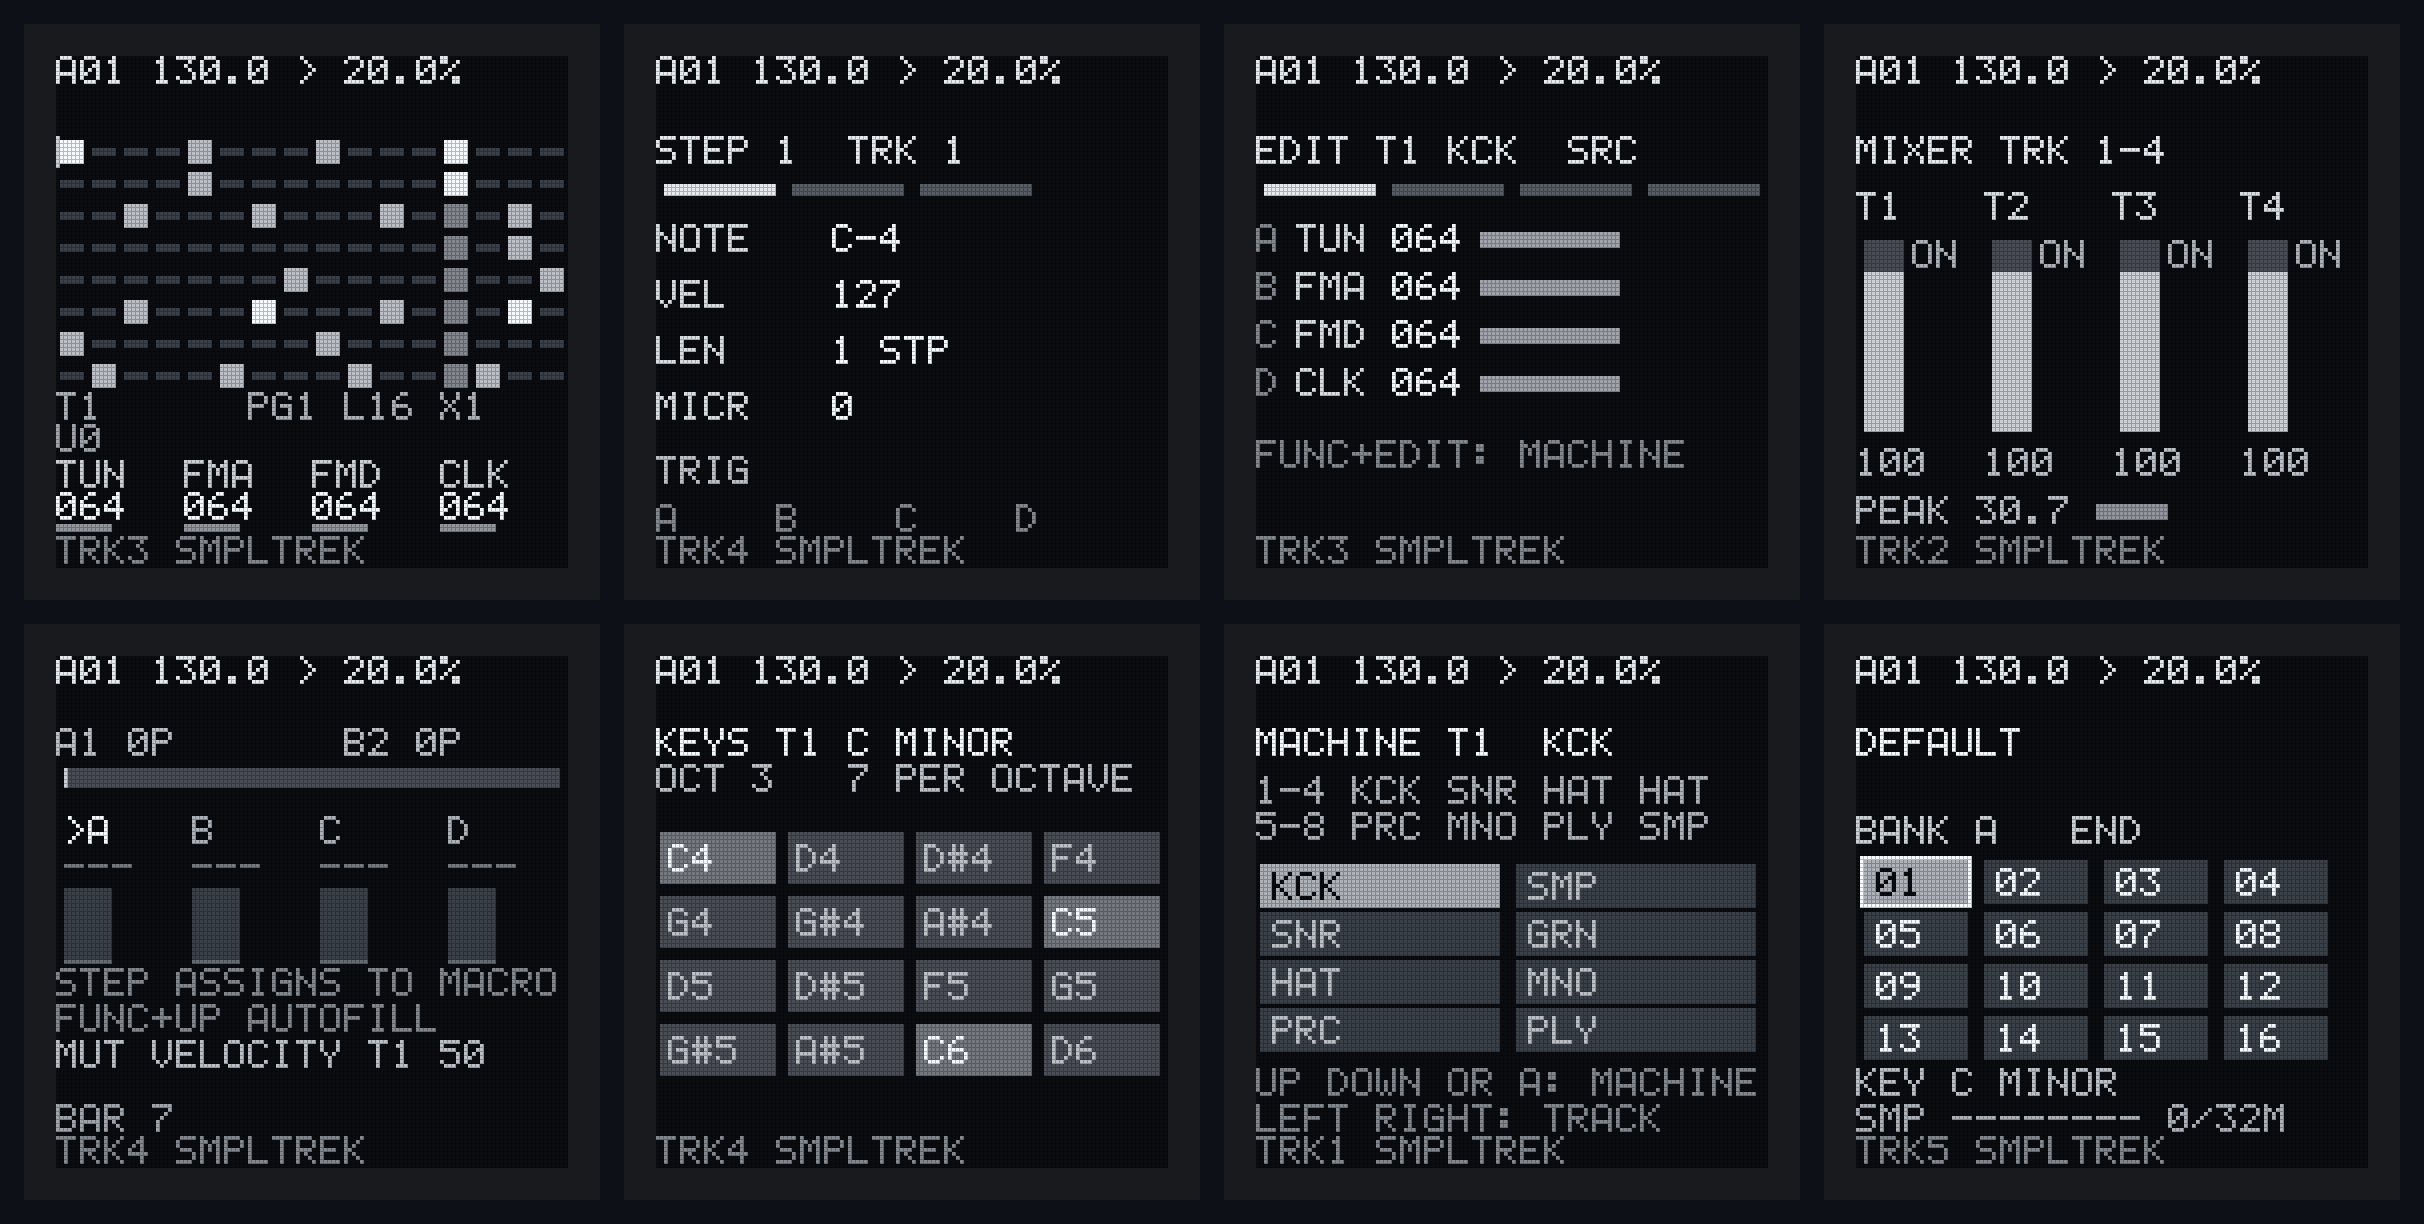 A01 130.0 > 20.0%
T1 PG1 L16 X1
U0
TUN FMA FMD CLK
064 064 064 064
TRK3 SMPLTREK
A01 130.0 > 20.0%
STEP 1 TRK 1
NOTE C-4
VEL 127
LEN 1 STP
MICR 0
TRIG
A B C D
TRK4 SMPLTREK
A01 130.0 > 20.0%
EDIT T1 KCK SRC
A TUN 064
B FMA 064
C FMD 064
D CLK 064
FUNC+EDIT: MACHINE
TRK3 SMPLTREK
A01 130.0 > 20.0%
MIXER TRK 1-4
T1 T2 T3 T4
ON ON ON ON
100 100 100 100
PEAK 30.7
TRK2 SMPLTREK
A01 130.0 > 20.0%
A1 0P B2 0P
>A B C D
--- --- --- ---
STEP ASSIGNS TO MACRO
FUNC+UP AUTOFILL
MUT VELOCITY T1 50
BAR 7
TRK4 SMPLTREK
A01 130.0 > 20.0%
KEYS T1 C MINOR
OCT 3 7 PER OCTAVE
C4 D4 D#4 F4
G4 G#4 A#4 C5
D5 D#5 F5 G5
G#5 A#5 C6 D6
TRK4 SMPLTREK
A01 130.0 > 20.0%
MACHINE T1 KCK
1-4 KCK SNR HAT HAT
5-8 PRC MNO PLY SMP
KCK SMP
SNR GRN
HAT MNO
PRC PLY
UP DOWN OR A: MACHINE
LEFT RIGHT: TRACK
TRK1 SMPLTREK
A01 130.0 > 20.0%
DEFAULT
BANK A END
01 02 03 04
05 06 07 08
09 10 11 12
13 14 15 16
KEY C MINOR
SMP -------- 0/32M
TRK5 SMPLTREK